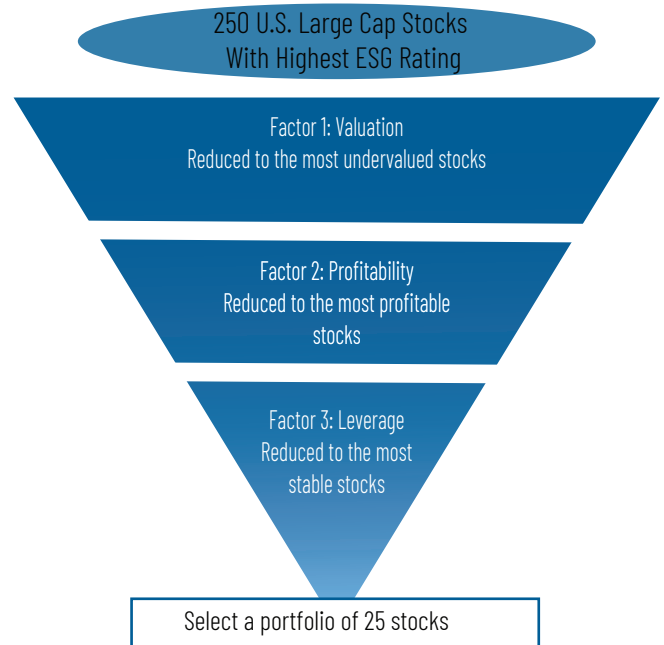 250 U.S. Large Cap Stocks
With Highest ESG Rating
Factor 1: Valuation
Reduced to the most undervalued stocks
Factor 2: Profitability
Reduced to the most profitable
stocks
Factor 3: Leverage
Reduced to the most
stable stocks
Select a portfolio of 25 stocks